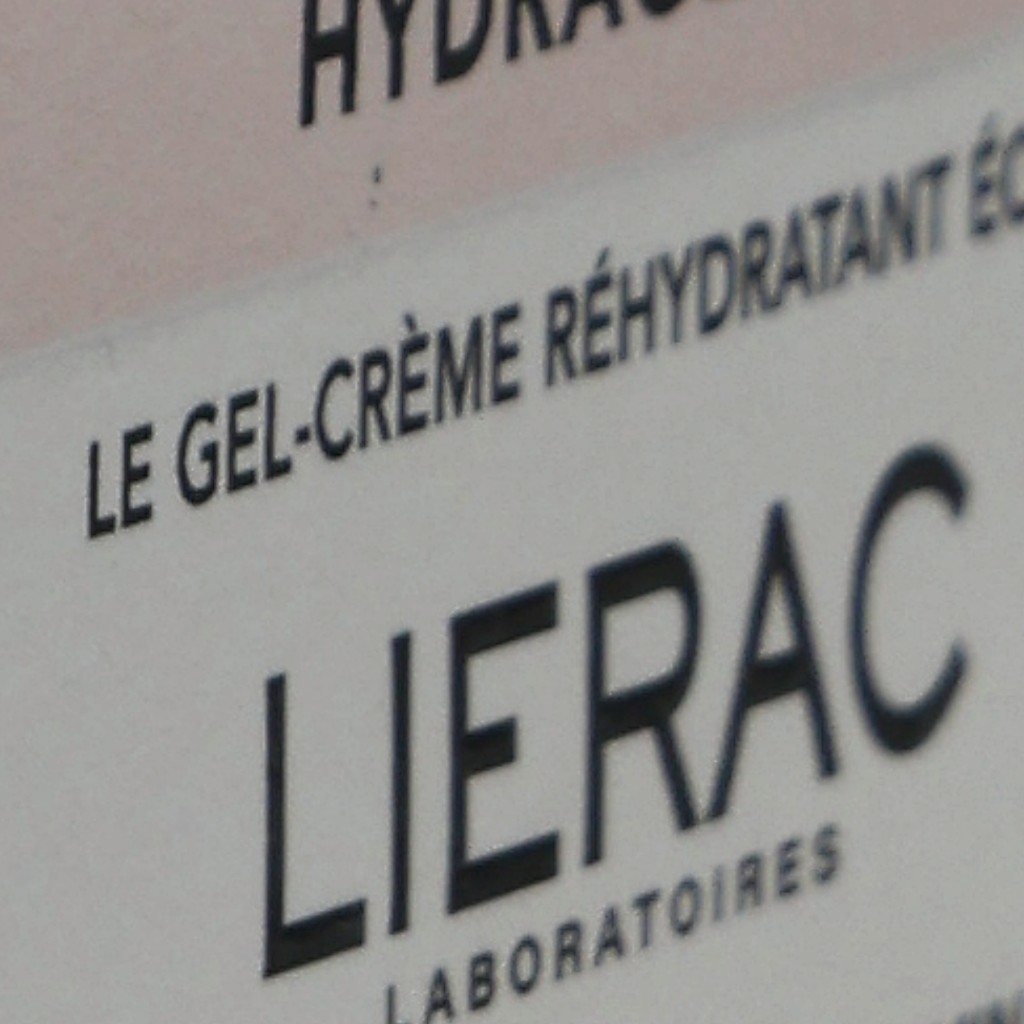 LE GEL-CRÈME RÉHYDRATANT
LIERAC
LABORATOIRES